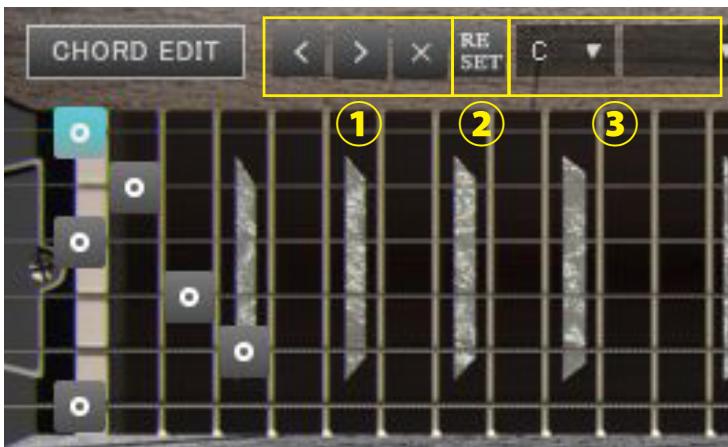 CHORD EDIT
< > ×
RE
SET
C ▼
① ② ③